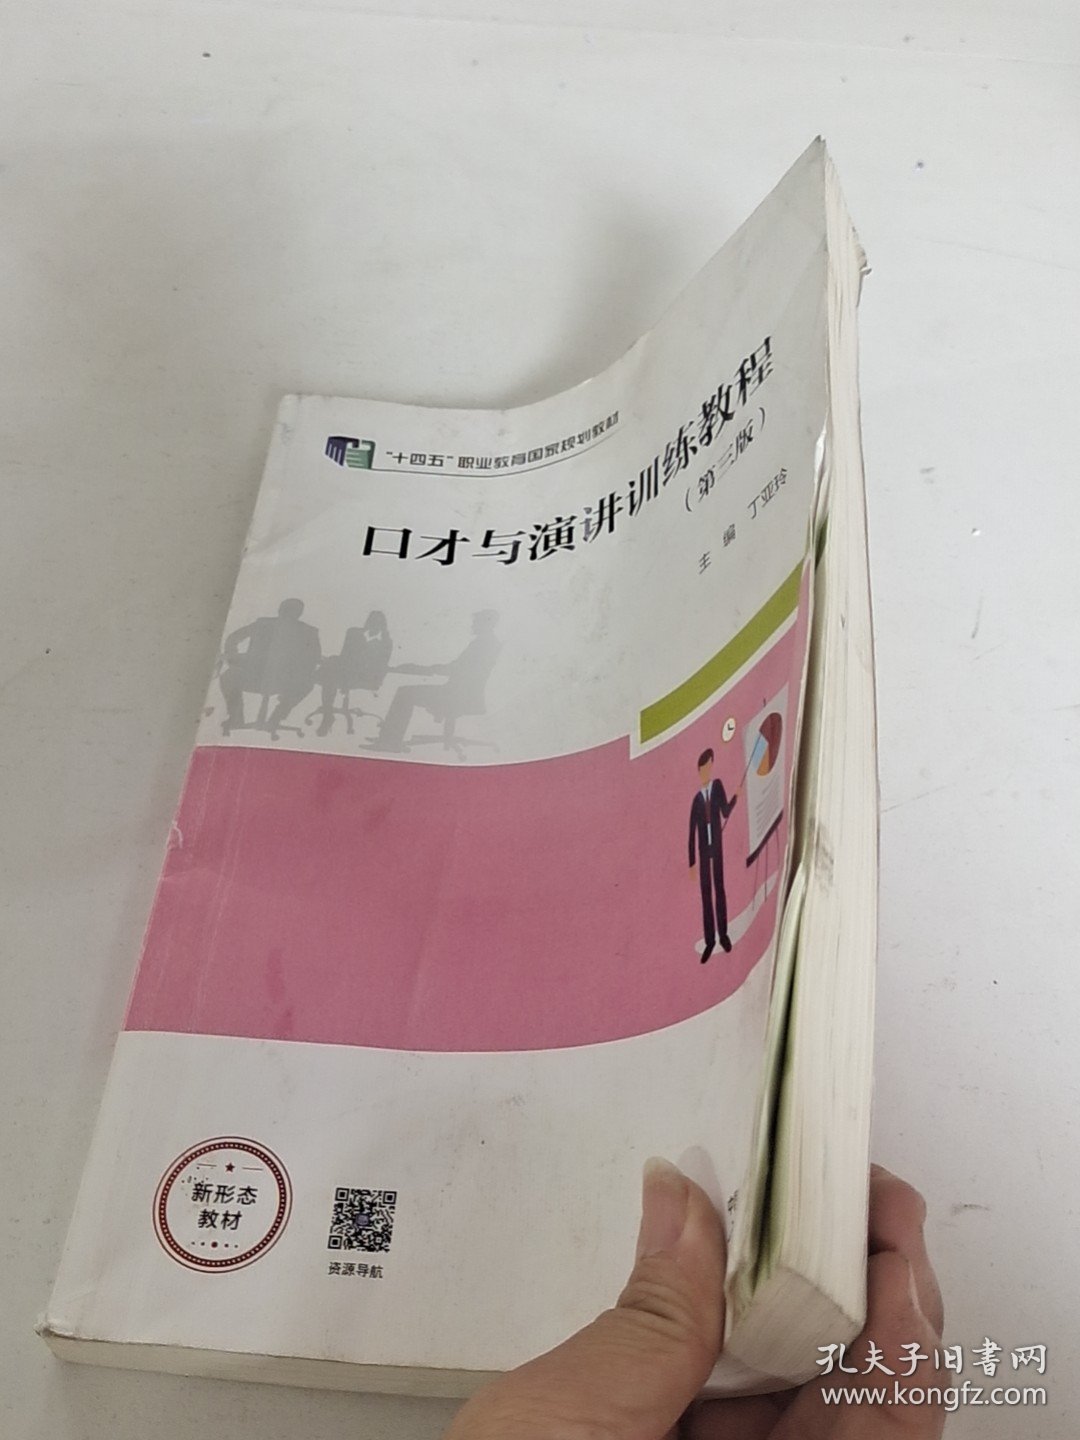 “十四五”职业教育国家规划教材
口才与演讲训练教程
（第三版）
主 编 丁亚玲
新形态
教材
资源导航
孔夫子旧書网
www.kongfz.com